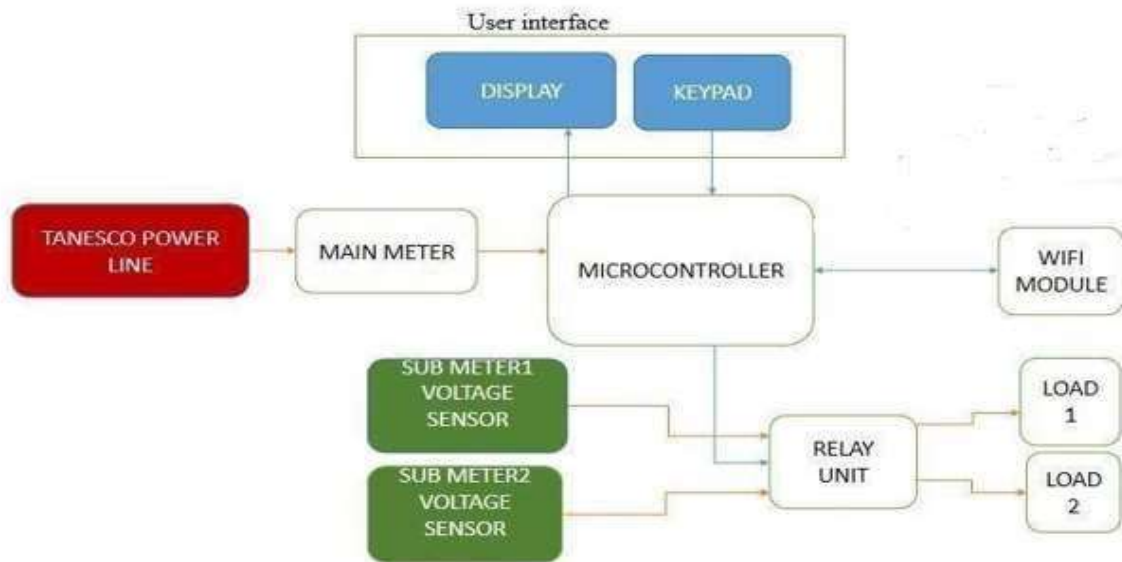 User interface
DISPLAY
KEYPAD
TANESCO POWER
LINE
MAIN METER
MICROCONTROLLER
WIFI
MODULE
SUB METER1
VOLTAGE
SENSOR
SUB METER2
VOLTAGE
SENSOR
RELAY
UNIT
LOAD
1
LOAD
2